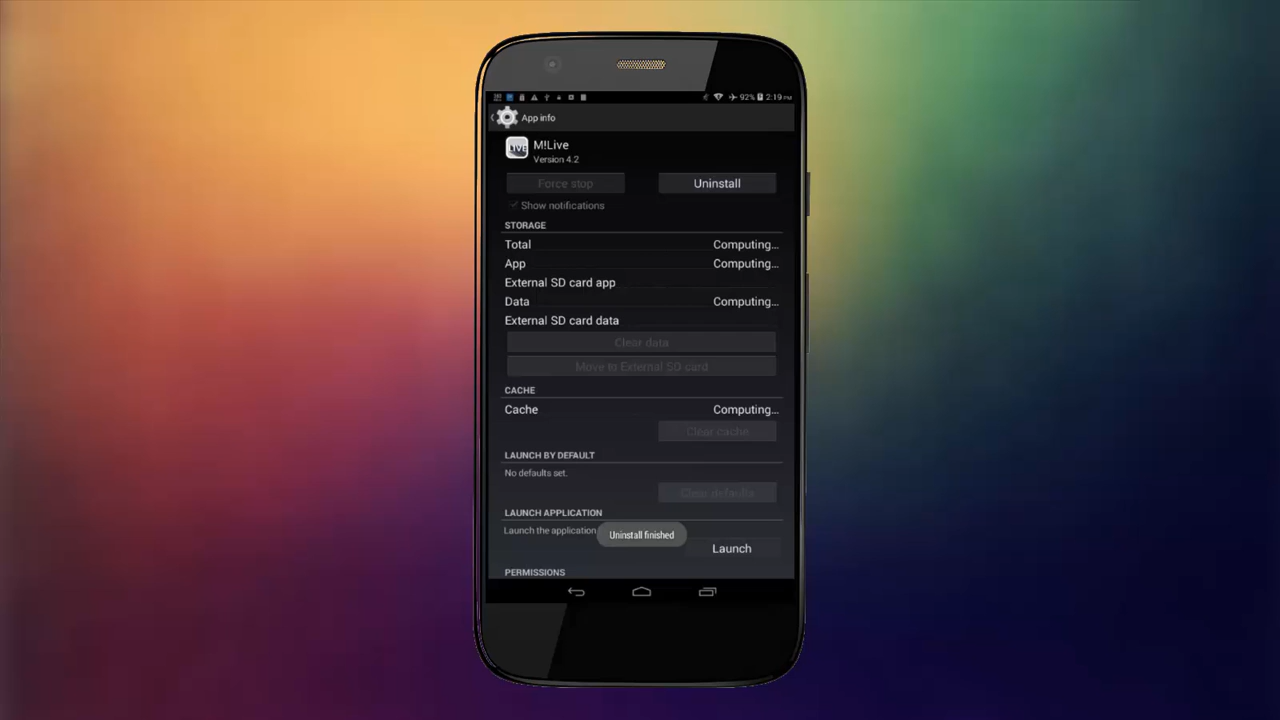 92% 2:19 PM
App info
LIVE
M!Live
Version 4.2
Force stop
Uninstall
Show notifications
STORAGE
Total
Computing...
App
Computing...
External SD card app
Data
Computing...
External SD card data
Clear data
Move to External SD card
CACHE
Cache
Computing...
Clear cache
LAUNCH BY DEFAULT
No defaults set.
Clear defaults
LAUNCH APPLICATION
Launch the application
Uninstall finished
Launch
PERMISSIONS